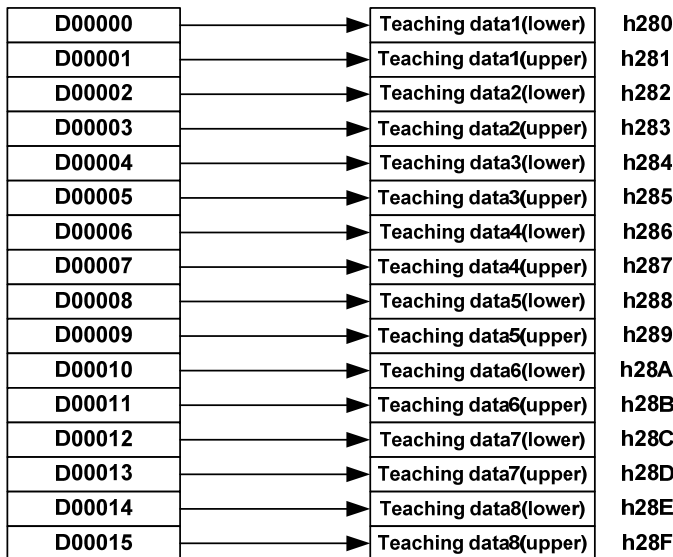 D00000 Teaching data1(lower) h280
D00001 Teaching data1(upper) h281
D00002 Teaching data2(lower) h282
D00003 Teaching data2(upper) h283
D00004 Teaching data3(lower) h284
D00005 Teaching data3(upper) h285
D00006 Teaching data4(lower) h286
D00007 Teaching data4(upper) h287
D00008 Teaching data5(lower) h288
D00009 Teaching data5(upper) h289
D00010 Teaching data6(lower) h28A
D00011 Teaching data6(upper) h28B
D00012 Teaching data7(lower) h28C
D00013 Teaching data7(upper) h28D
D00014 Teaching data8(lower) h28E
D00015 Teaching data8(upper) h28F